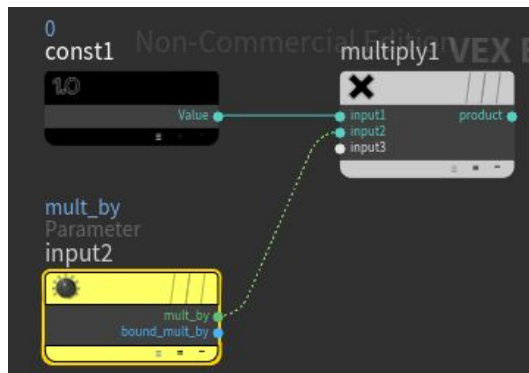 Non-Commercial Edition
VEX
0
const1
1.0
Value
multiply1
input1
input2
input3
product
mult_by
Parameter
input2
mult_by
bound_mult_by